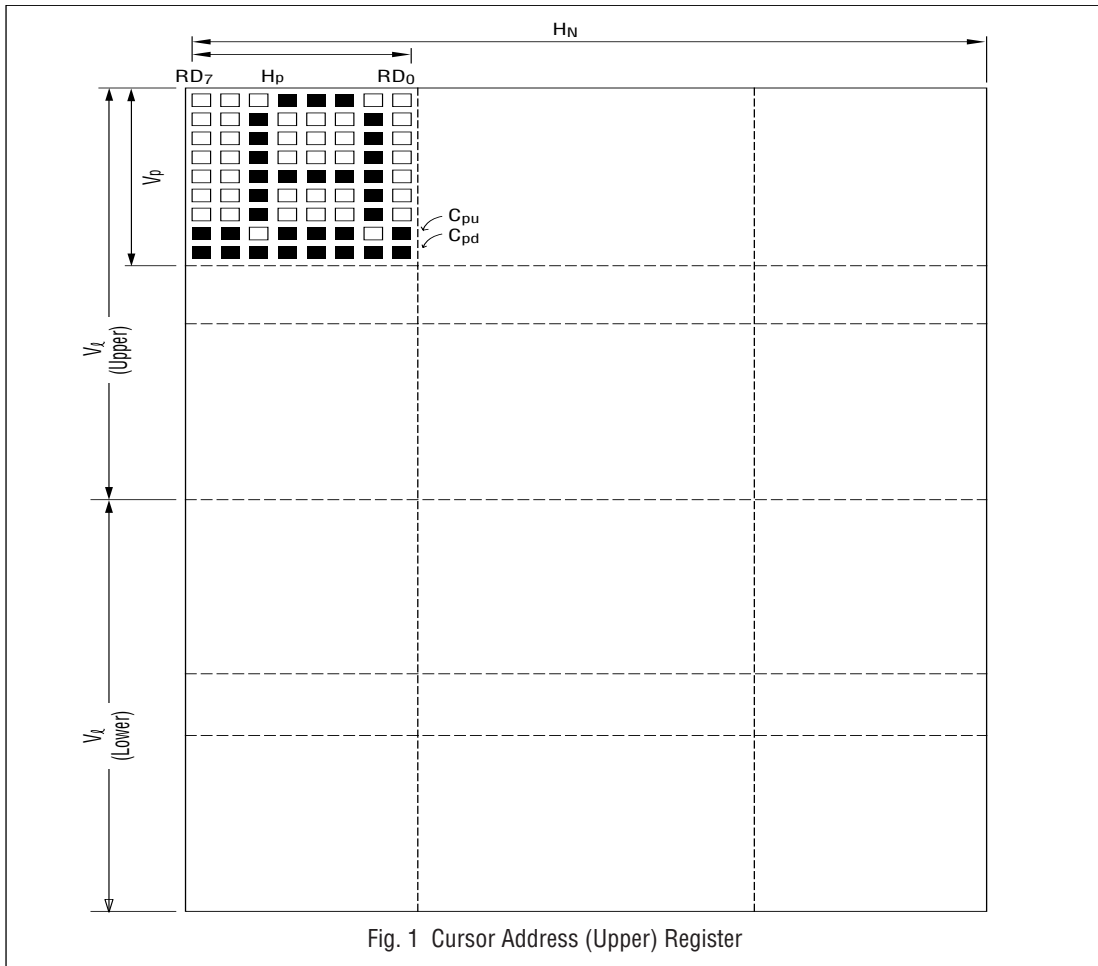 HN
RD7 Hp RD0
Vp
Cpu
Cpd
Vℓ
(Upper)
Vℓ
(Lower)
Fig. 1 Cursor Address (Upper) Register